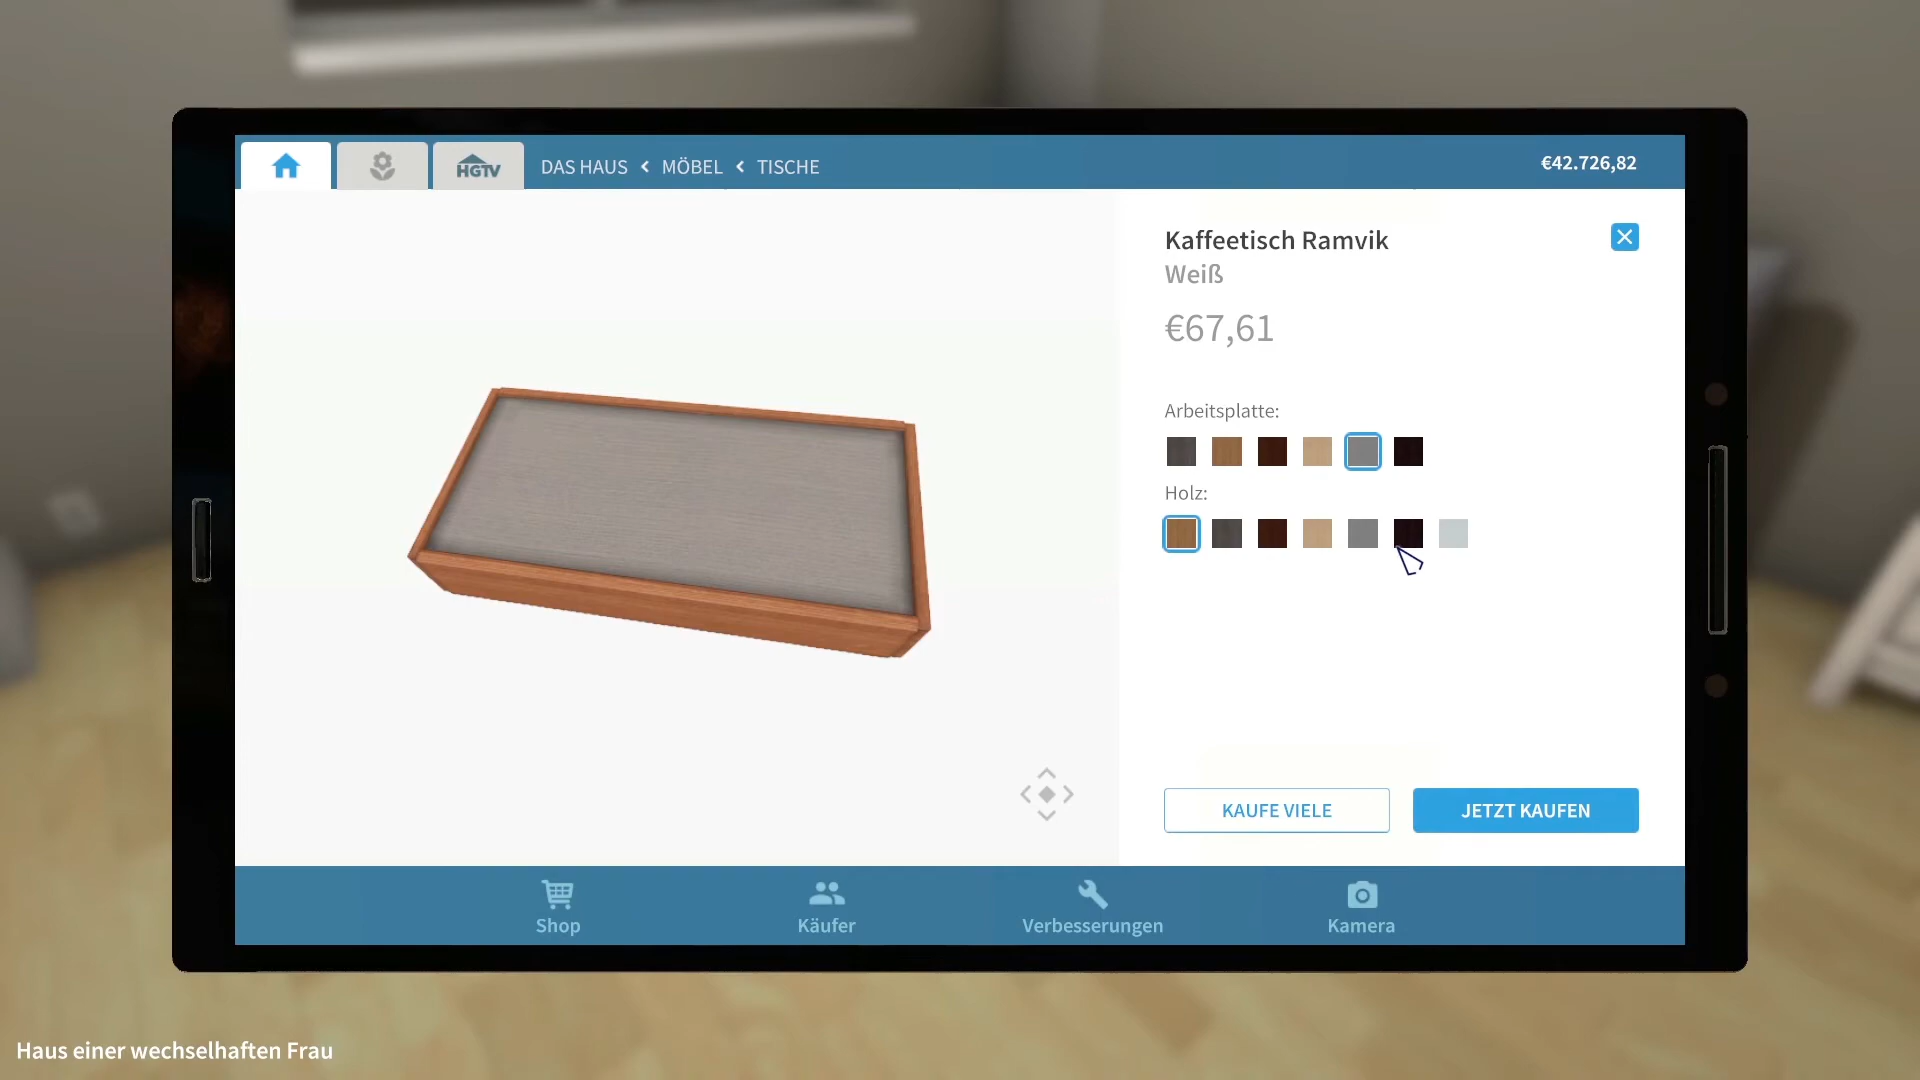 HGTV
DAS HAUS < MÖBEL < TISCHE
€42.726,82
Kaffeetisch Ramvik
Weiß
€67,61
Arbeitsplatte:
Holz:
KAUFE VIELE
JETZT KAUFEN
Shop
Käufer
Verbesserungen
Kamera
Haus einer wechselhaften Frau